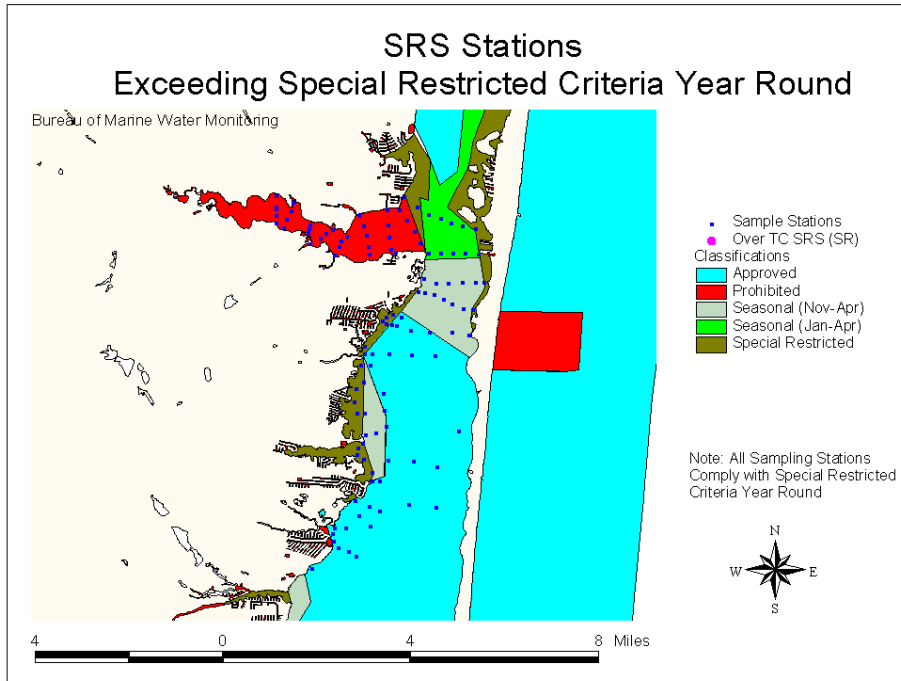 SRS Stations
Exceeding Special Restricted Criteria Year Round
Bureau of Marine Water Monitoring
Sample Stations
Over TC SRS (SR)
Classifications
Approved
Prohibited
Seasonal (Nov-Apr)
Seasonal (Jan-Apr)
Special Restricted
Note: All Sampling Stations
Comply with Special Restricted
Criteria Year Round
N
W E
S
4 0 4 8 Miles